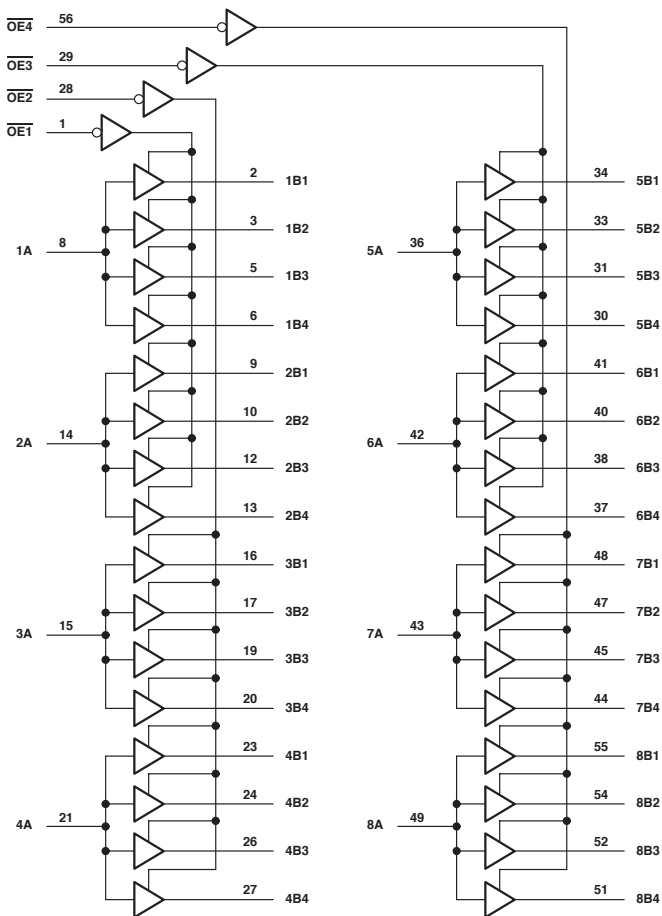 OE4 56
OE3 29
OE2 28
OE1 1
2 1B1
3 1B2
1A 8
5 1B3
6 1B4
9 2B1
10 2B2
2A 14
12 2B3
13 2B4
16 3B1
17 3B2
3A 15
19 3B3
20 3B4
23 4B1
24 4B2
4A 21
26 4B3
27 4B4
34 5B1
33 5B2
5A 36
31 5B3
30 5B4
41 6B1
40 6B2
6A 42
38 6B3
37 6B4
48 7B1
47 7B2
7A 43
45 7B3
44 7B4
55 8B1
54 8B2
8A 49
52 8B3
51 8B4